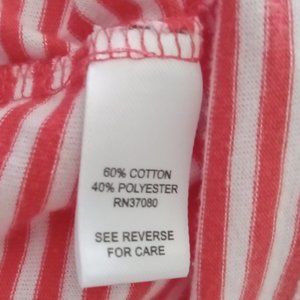 60% COTTON
40% POLYESTER
RN37080
SEE REVERSE
FOR CARE